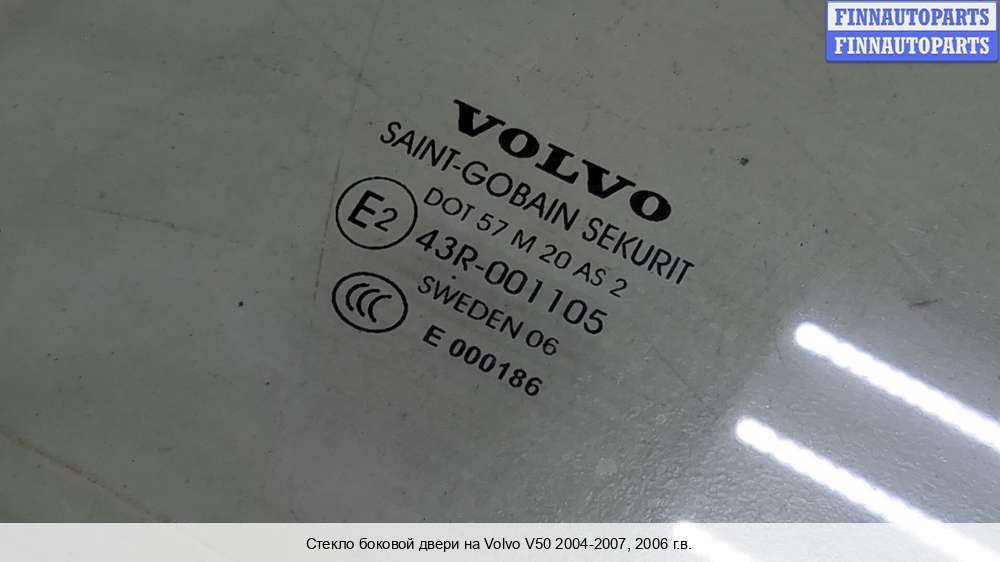 FINNAUTOPARTS
FINNAUTOPARTS
VOLVO
SAINT-GOBAIN SEKURIT
DOT 57 M 20 AS 2
E2
43R-001105
CCC
SWEDEN 06
E 000186
Стекло боковой двери на Volvo V50 2004-2007, 2006 г.в.